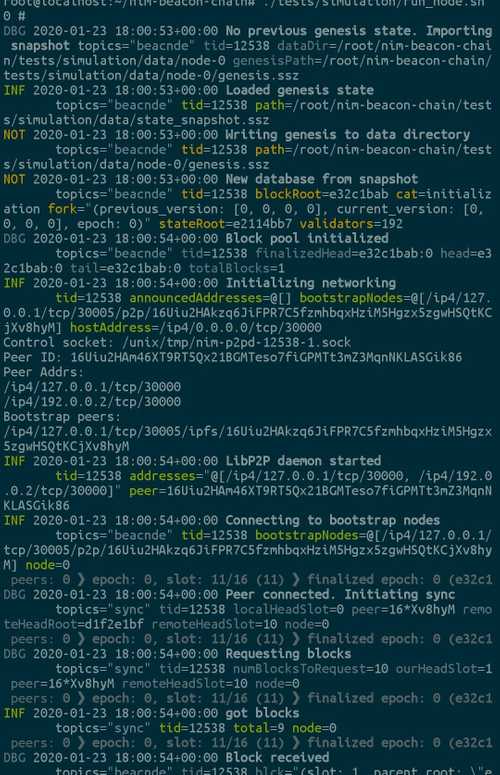 root@localhost:~/nim-beacon-chain# ./tests/simulation/run_node.sh
0 #
DBG 2020-01-23 18:00:53+00:00 No previous genesis state. Importing
 snapshot topics="beacnde" tid=12538 dataDir=/root/nim-beacon-chai
n/tests/simulation/data/node-0 genesisPath=/root/nim-beacon-chain/
tests/simulation/data/node-0/genesis.ssz
INF 2020-01-23 18:00:53+00:00 Loaded genesis state
topics="beacnde" tid=12538 path=/root/nim-beacon-chain/test
s/simulation/data/state_snapshot.ssz
NOT 2020-01-23 18:00:53+00:00 Writing genesis to data directory
topics="beacnde" tid=12538 path=/root/nim-beacon-chain/test
s/simulation/data/node-0/genesis.ssz
NOT 2020-01-23 18:00:53+00:00 New database from snapshot
topics="beacnde" tid=12538 blockRoot=e32c1bab cat=initializ
ation fork="(previous_version: [0, 0, 0, 0], current_version: [0,
0, 0, 0], epoch: 0)" stateRoot=e2114bb7 validators=192
DBG 2020-01-23 18:00:54+00:00 Block pool initialized
topics="beacnde" tid=12538 finalizedHead=e32c1bab:0 head=e3
2c1bab:0 tail=e32c1bab:0 totalBlocks=1
INF 2020-01-23 18:00:54+00:00 Initializing networking
tid=12538 announcedAddresses=@[] bootstrapNodes=@[/ip4/127.
0.0.1/tcp/30005/p2p/16Uiu2HAkzq6JiFPR7C5fzmhbqxHziM5Hgzx5zgwHSQtKC
jXv8hyM] hostAddress=/ip4/0.0.0.0/tcp/30000
Control socket: /unix/tmp/nim-p2pd-12538-1.sock
Peer ID: 16Uiu2HAm46XT9RT5Qx21BGMTeso7fiGPMTt3mZ3MqnNKLASGik86
Peer Addrs:
/ip4/127.0.0.1/tcp/30000
/ip4/192.0.0.2/tcp/30000
Bootstrap peers:
/ip4/127.0.0.1/tcp/30005/ipfs/16Uiu2HAkzq6JiFPR7C5fzmhbqxHziM5Hgzx
5zgwHSQtKCjXv8hyM
INF 2020-01-23 18:00:54+00:00 LibP2P daemon started
tid=12538 addresses="@[/ip4/127.0.0.1/tcp/30000, /ip4/192.0
.0.2/tcp/30000]" peer=16Uiu2HAm46XT9RT5Qx21BGMTeso7fiGPMTt3mZ3MqnN
KLASGik86
INF 2020-01-23 18:00:54+00:00 Connecting to bootstrap nodes
topics="beacnde" tid=12538 bootstrapNodes=@[/ip4/127.0.0.1/
tcp/30005/p2p/16Uiu2HAkzq6JiFPR7C5fzmhbqxHziM5Hgzx5zgwHSQtKCjXv8hy
M] node=0
peers: 0 ❯ epoch: 0, slot: 11/16 (11) ❯ finalized epoch: 0 (e32c1
DBG 2020-01-23 18:00:54+00:00 Peer connected. Initiating sync
topics="sync" tid=12538 localHeadSlot=0 peer=16*Xv8hyM remo
teHeadRoot=d1f2e1bf remoteHeadSlot=10 node=0
peers: 0 ❯ epoch: 0, slot: 11/16 (11) ❯ finalized epoch: 0 (e32c1
DBG 2020-01-23 18:00:54+00:00 Requesting blocks
topics="sync" tid=12538 numBlocksToRequest=10 ourHeadSlot=1
peer=16*Xv8hyM remoteHeadSlot=10 node=0
peers: 0 ❯ epoch: 0, slot: 11/16 (11) ❯ finalized epoch: 0 (e32c1
INF 2020-01-23 18:00:54+00:00 got blocks
topics="sync" tid=12538 total=9 node=0
peers: 0 ❯ epoch: 0, slot: 11/16 (11) ❯ finalized epoch: 0 (e32c1
DBG 2020-01-23 18:00:54+00:00 Block received
topics="beacnde" tid=12538 blck="(slot: 1, parent_root: \"e